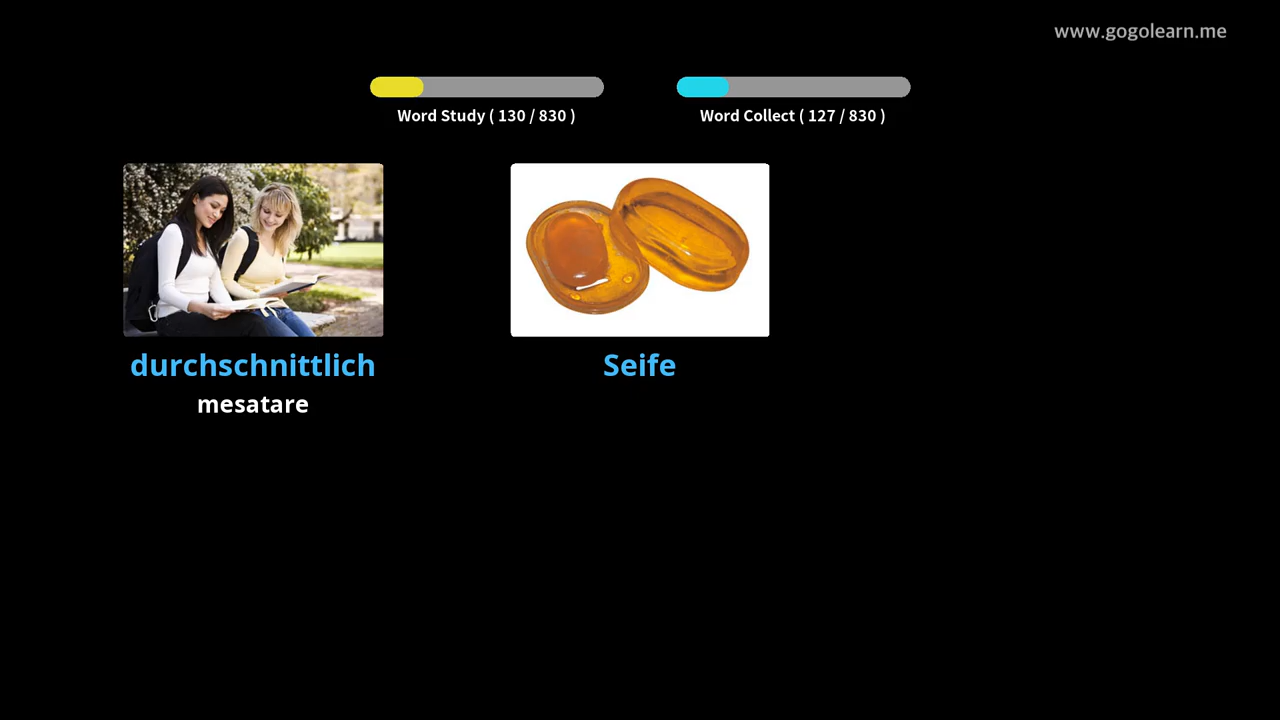 www.gogolearn.me
Word Study ( 130 / 830 )
Word Collect ( 127 / 830 )
durchschnittlich
mesatare
Seife